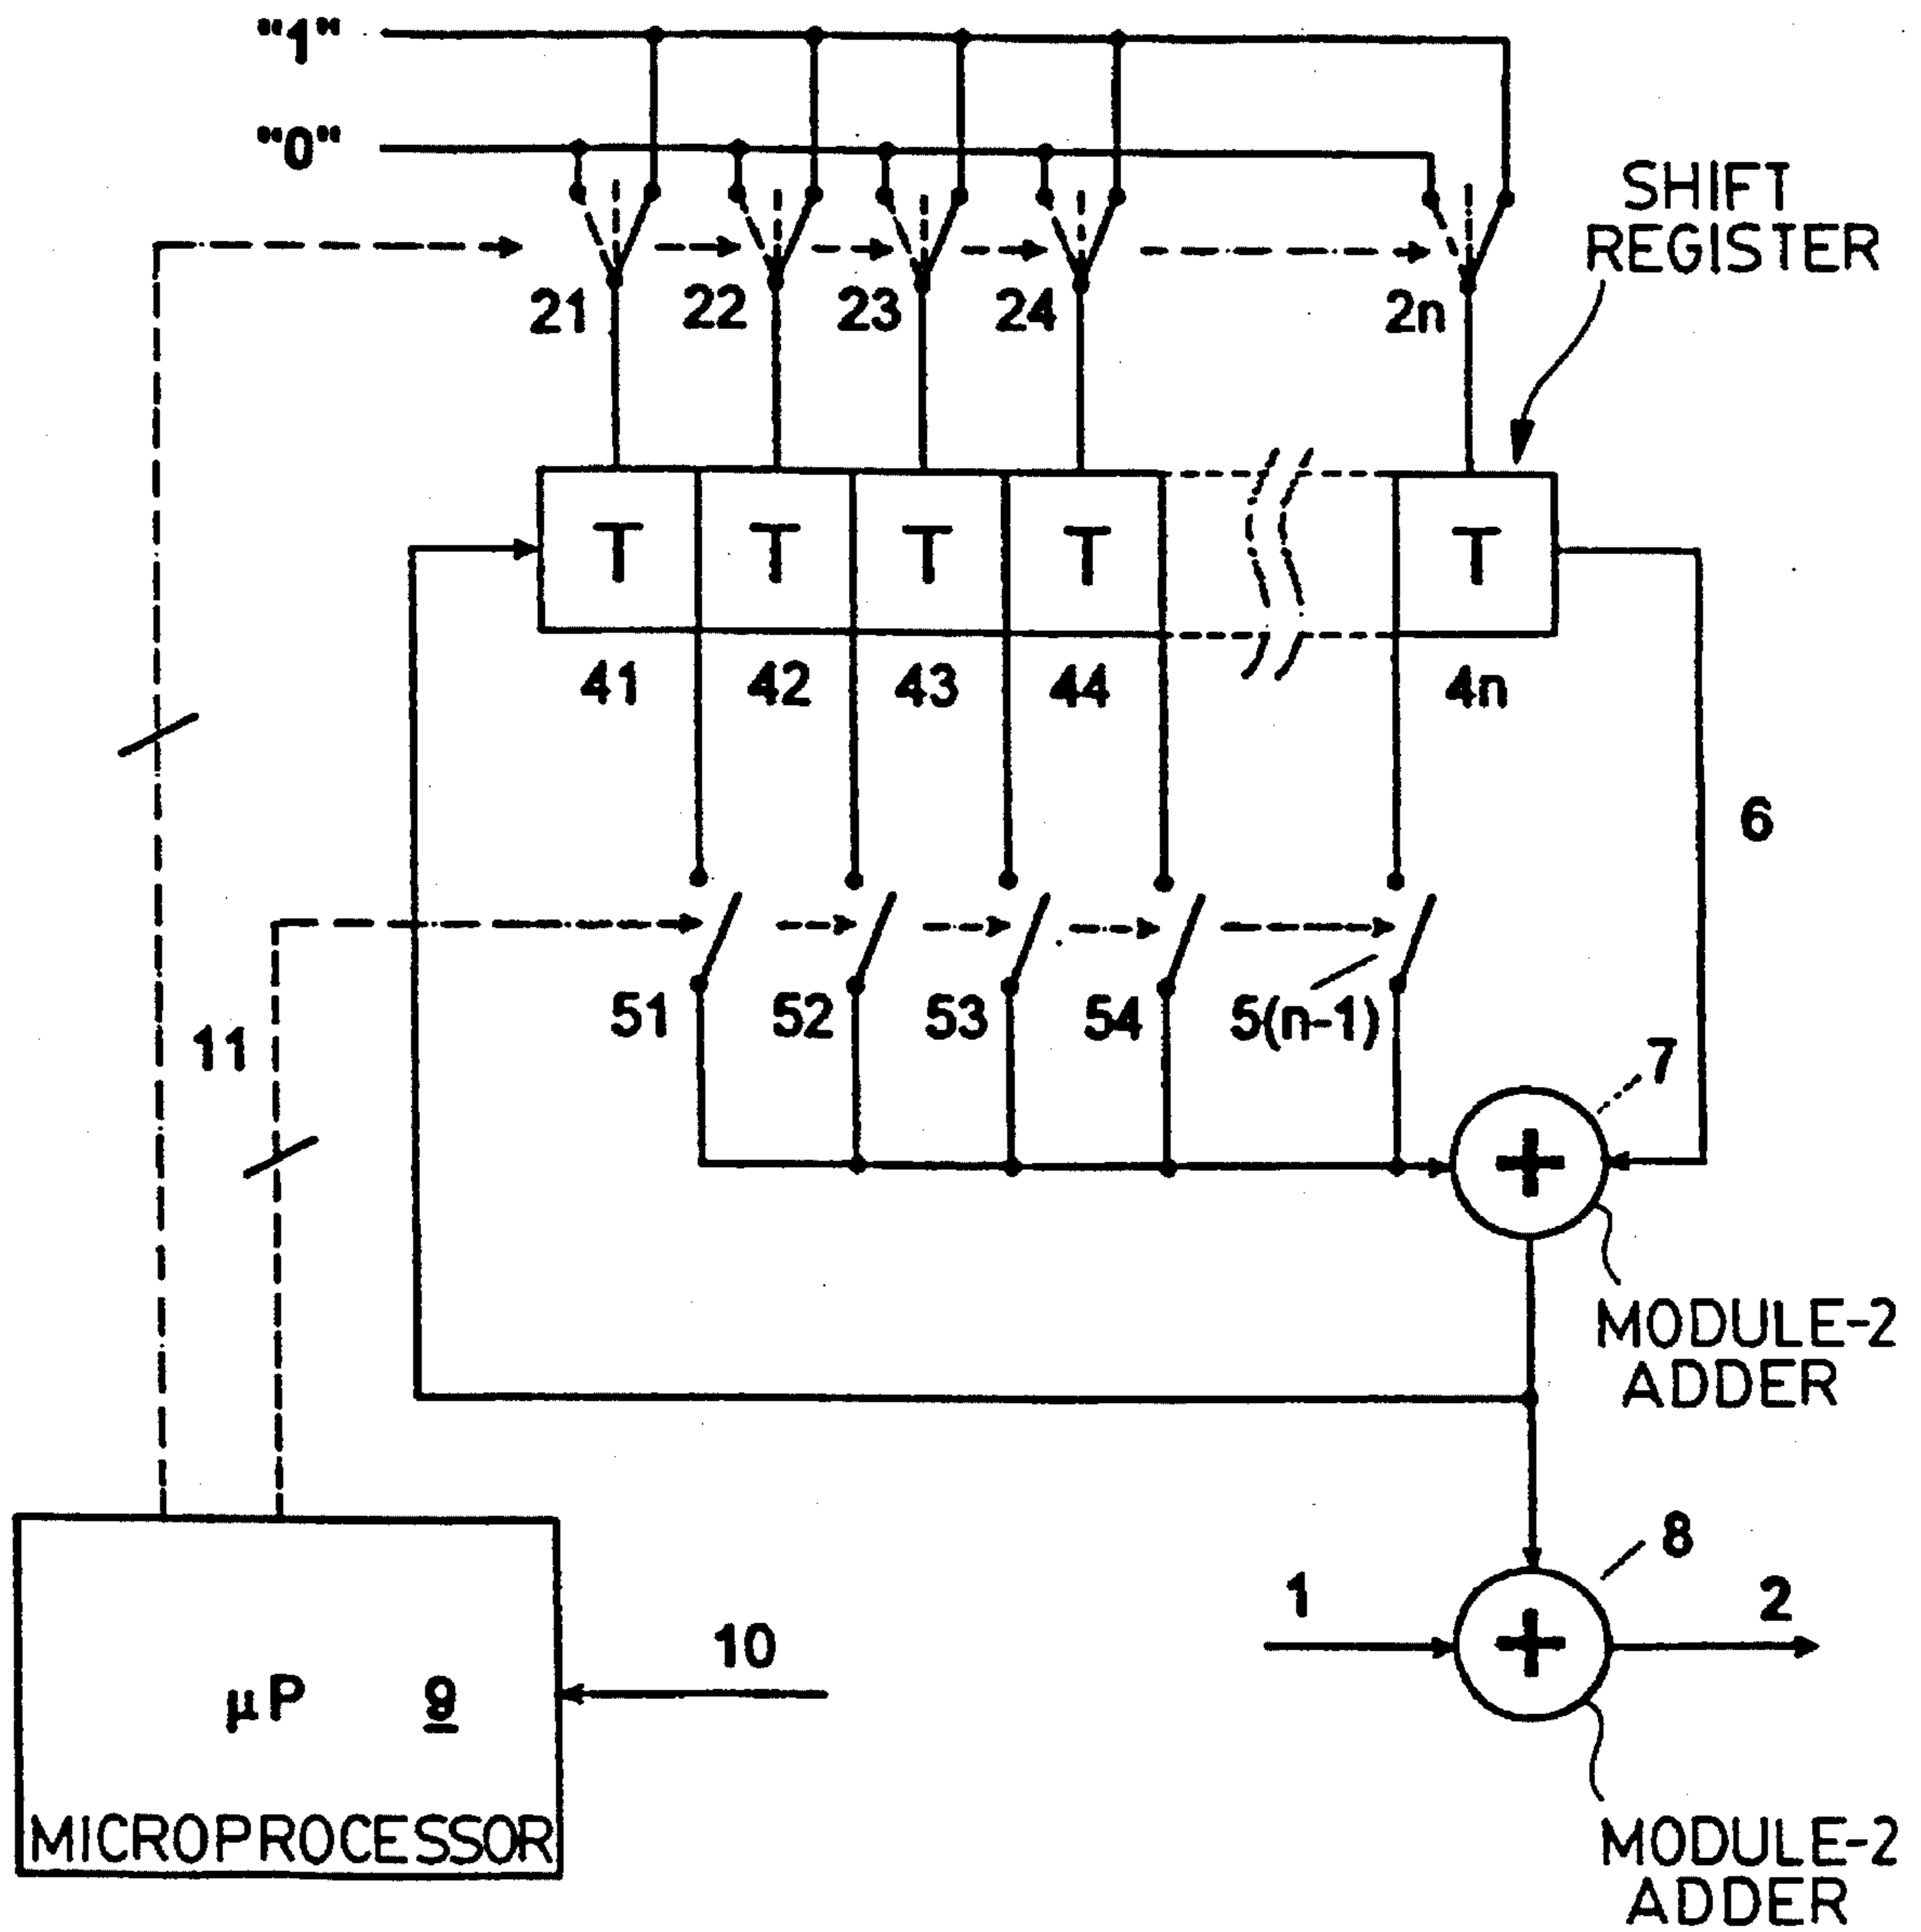 "1"
"0"
SHIFT
REGISTER
21 22 23 24 2n
T T T T T
41 42 43 44 4n
6
51 52 53 54 5(n-1)
11
7
MODULE-2
ADDER
8
1 2
10
µP 9
MICROPROCESSOR
MODULE-2
ADDER